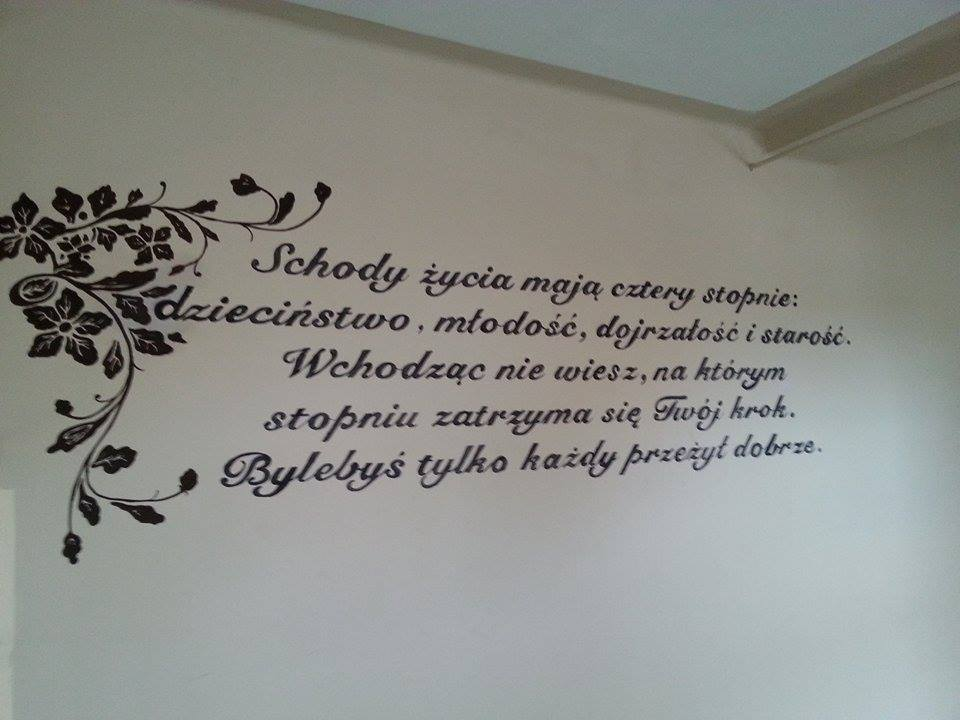 Schody życia mają cztery stopnie:
dzieciństwo, młodość, dojrzałość i starość.
Wchodząc nie wiesz, na którym
stopniu zatrzyma się Twój krok.
Bylebyś tylko każdy przeżył dobrze.